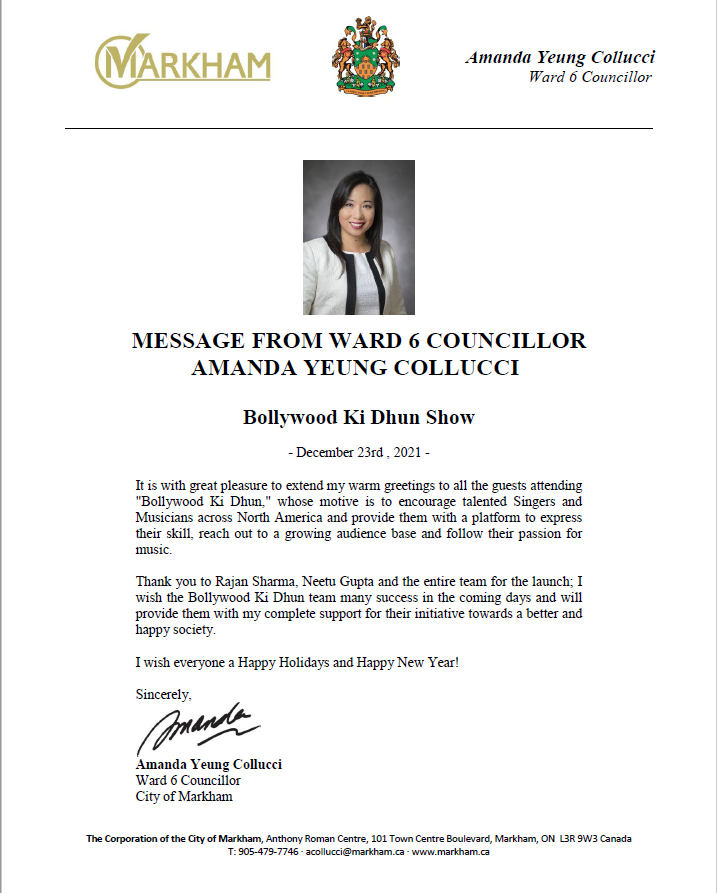 MARKHAM
Amanda Yeung Collucci
Ward 6 Councillor
MESSAGE FROM WARD 6 COUNCILLOR
AMANDA YEUNG COLLUCCI
Bollywood Ki Dhun Show
- December 23rd , 2021 -
It is with great pleasure to extend my warm greetings to all the guests attending
"Bollywood Ki Dhun," whose motive is to encourage talented Singers and
Musicians across North America and provide them with a platform to express
their skill, reach out to a growing audience base and follow their passion for
music.
Thank you to Rajan Sharma, Neetu Gupta and the entire team for the launch; I
wish the Bollywood Ki Dhun team many success in the coming days and will
provide them with my complete support for their initiative towards a better and
happy society.
I wish everyone a Happy Holidays and Happy New Year!
Sincerely,
Amanda
Amanda Yeung Collucci
Ward 6 Councillor
City of Markham
The Corporation of the City of Markham, Anthony Roman Centre, 101 Town Centre Boulevard, Markham, ON L3R 9W3 Canada
T: 905-479-7746 · acollucci@markham.ca · www.markham.ca